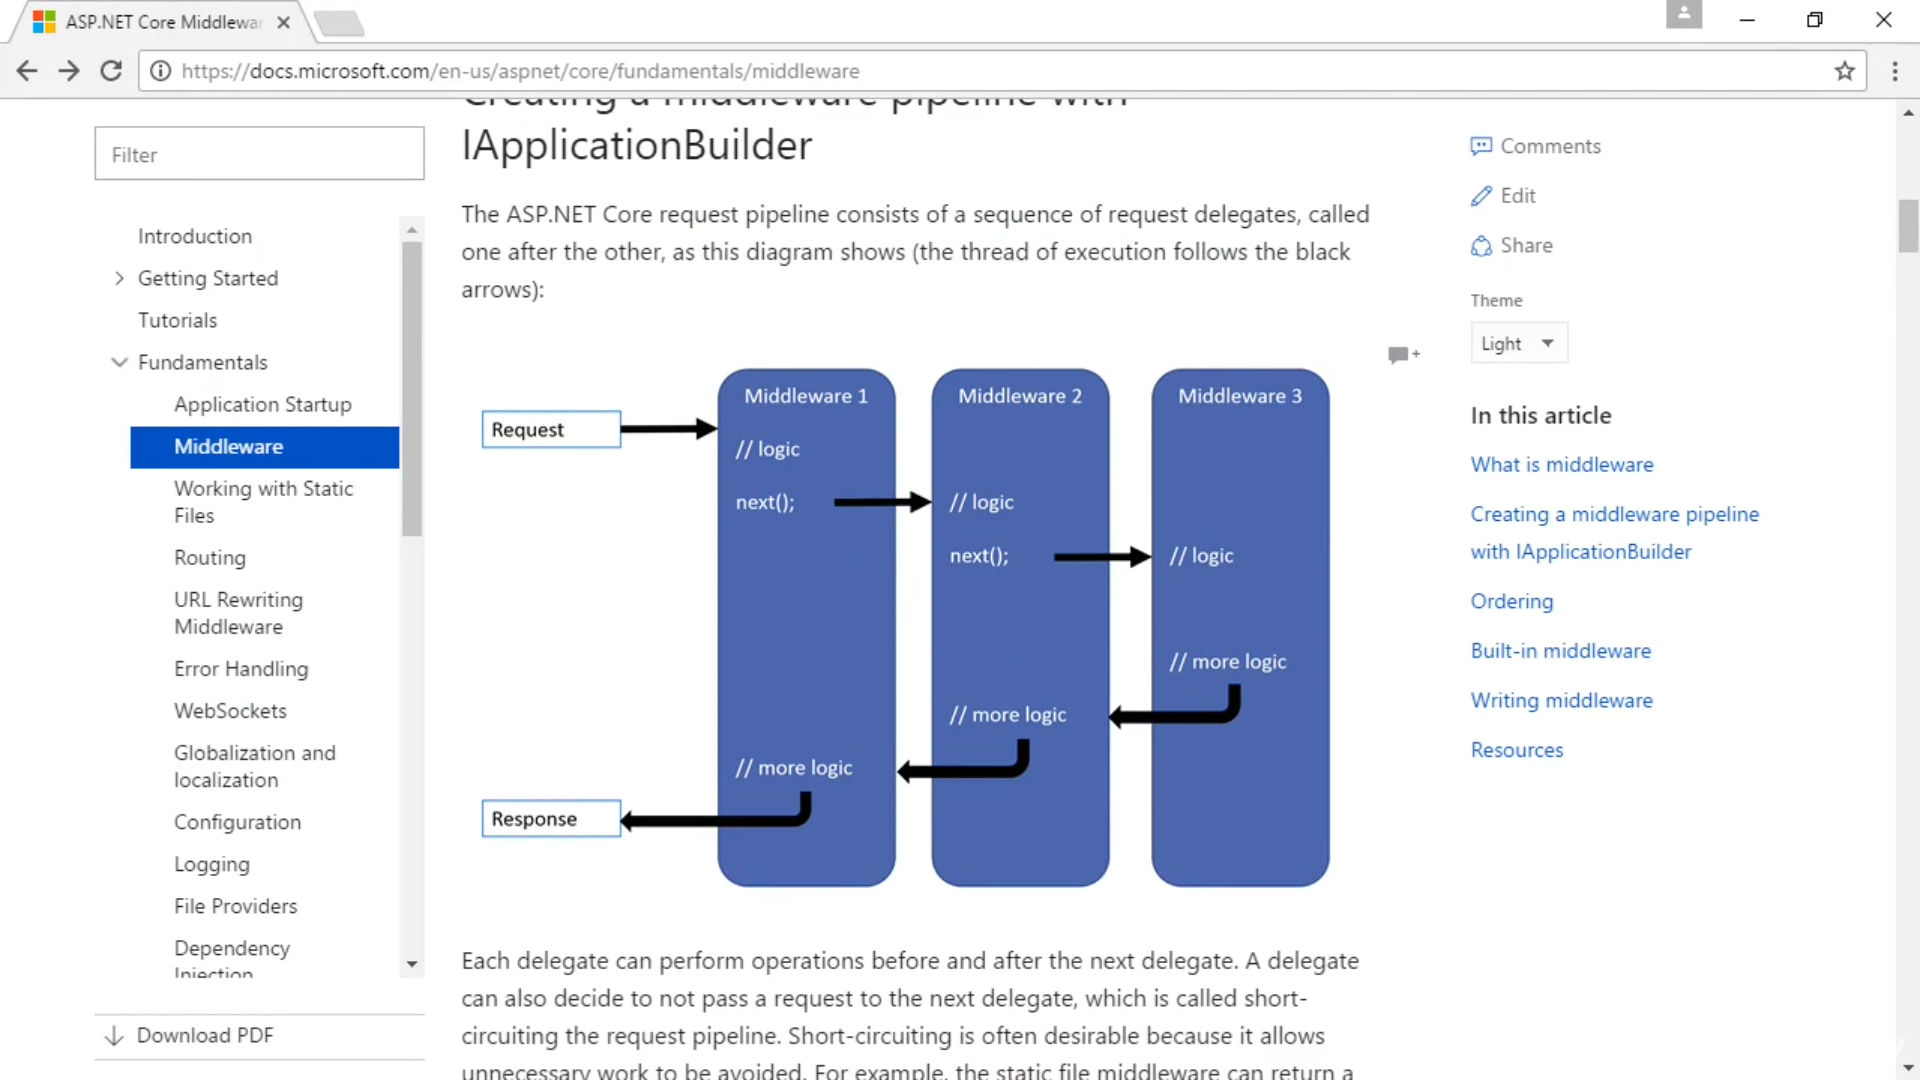 ASP.NET Core Middlewar
https://docs.microsoft.com/en-us/aspnet/core/fundamentals/middleware
Filter
Introduction
Getting Started
Tutorials
Fundamentals
Application Startup
Middleware
Working with Static
Files
Routing
URL Rewriting
Middleware
Error Handling
WebSockets
Globalization and
localization
Configuration
Logging
File Providers
Dependency
Injection
Download PDF
Creating a middleware pipeline with
IApplicationBuilder
The ASP.NET Core request pipeline consists of a sequence of request delegates, called
one after the other, as this diagram shows (the thread of execution follows the black
arrows):
Request
Middleware 1
// logic
next();
// more logic
Middleware 2
// logic
next();
// more logic
Middleware 3
// logic
// more logic
Response
Each delegate can perform operations before and after the next delegate. A delegate
can also decide to not pass a request to the next delegate, which is called short-
circuiting the request pipeline. Short-circuiting is often desirable because it allows
unnecessary work to be avoided. For example, the static file middleware can return a
Comments
Edit
Share
Theme
Light
In this article
What is middleware
Creating a middleware pipeline
with IApplicationBuilder
Ordering
Built-in middleware
Writing middleware
Resources